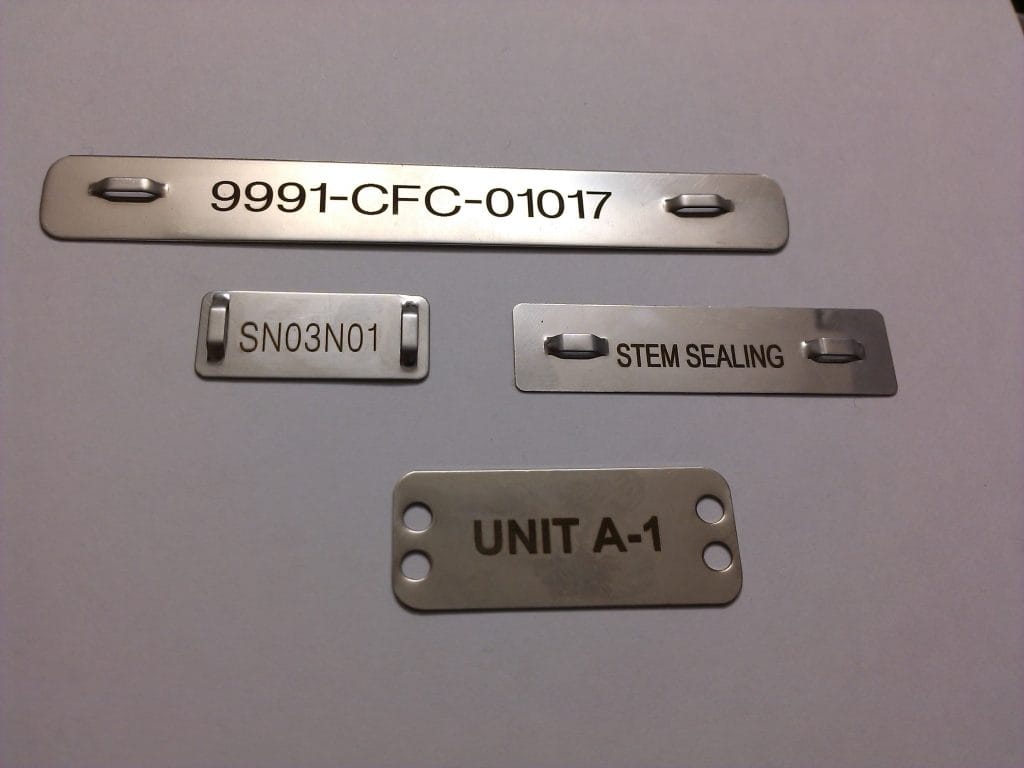 9991-CFC-01017
SN03N01
STEM SEALING
UNIT A-1